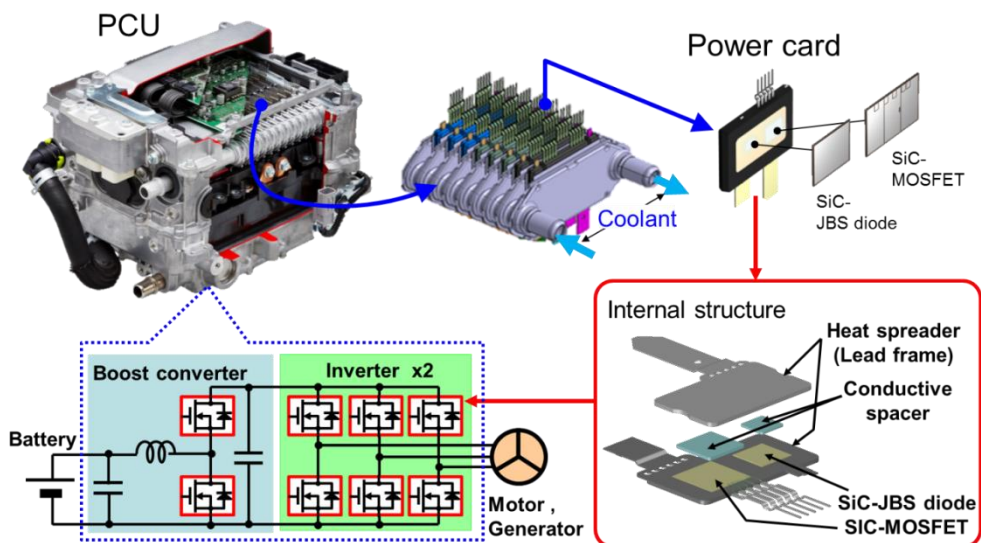 PCU
Power card
SiC-
MOSFET
SiC-
JBS diode
Coolant
Internal structure
Heat spreader
(Lead frame)
Conductive
spacer
SiC-JBS diode
SIC-MOSFET
Boost converter
Inverter x2
Battery
Motor ,
Generator